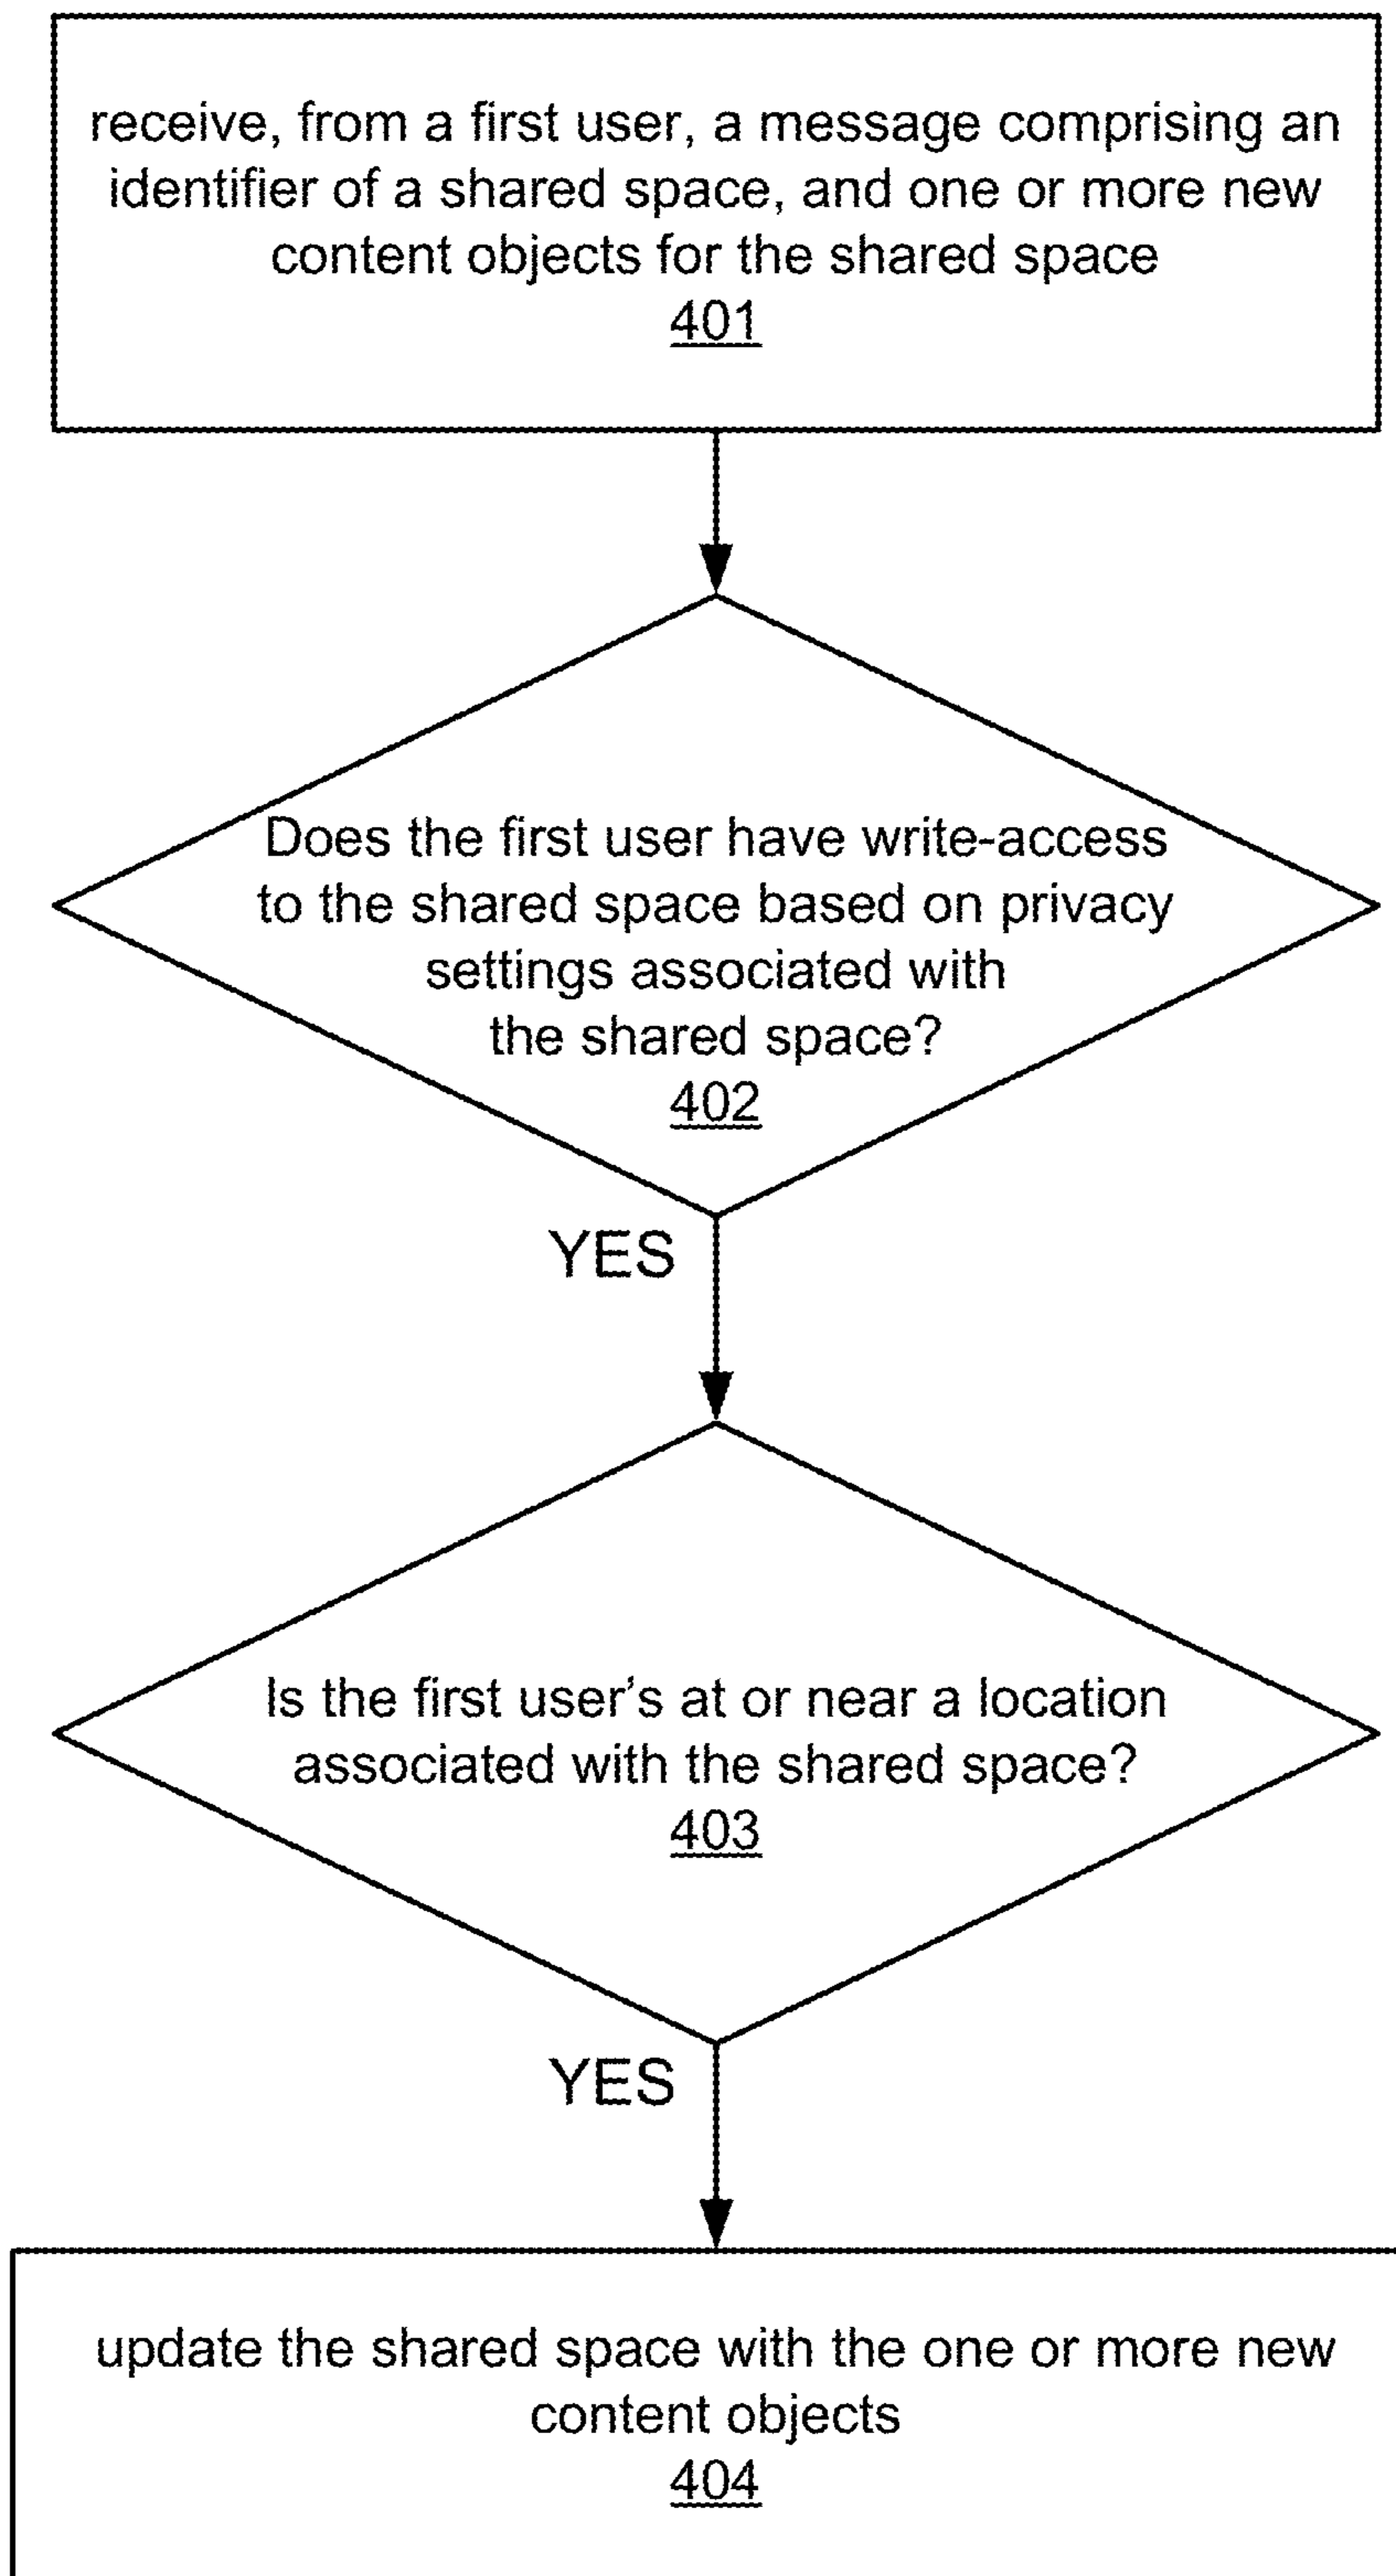 receive, from a first user, a message comprising an
identifier of a shared space, and one or more new
content objects for the shared space
401
Does the first user have write-access
to the shared space based on privacy
settings associated with
the shared space?
402
YES
Is the first user’s at or near a location
associated with the shared space?
403
YES
update the shared space with the one or more new
content objects
404